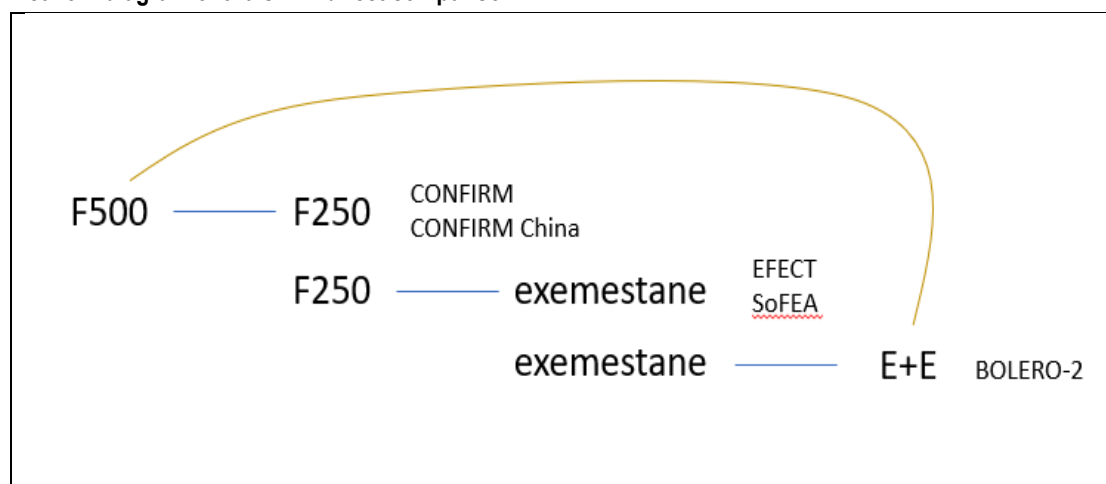 F500 F250 CONFIRM
CONFIRM China
F250 exemestane EFECT
SoFEA
exemestane E+E BOLERO-2